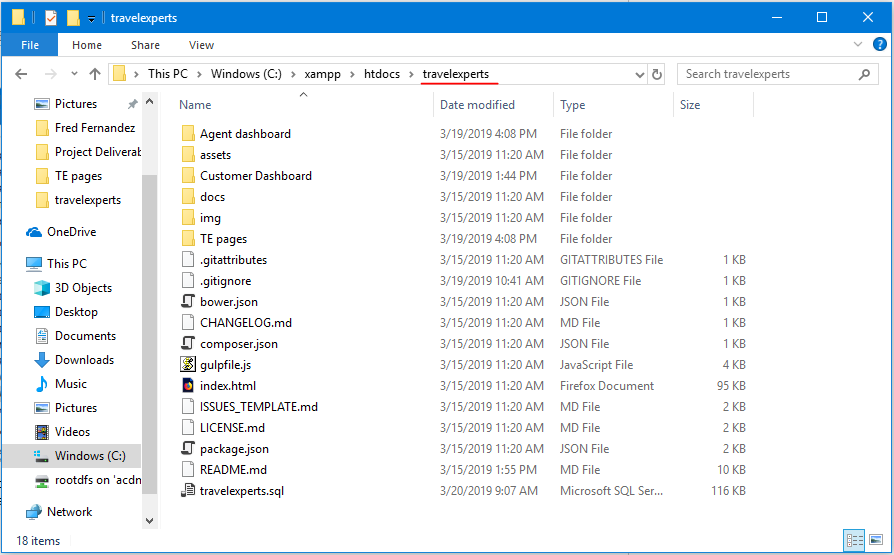 travelexperts
File Home Share View
This PC Windows (C:) xampp htdocs travelexperts Search travelexperts
Pictures
Fred Fernandez
Project Deliverab
TE pages
travelexperts
OneDrive
This PC
3D Objects
Desktop
Documents
Downloads
Music
Pictures
Videos
Windows (C:)
rootdfs on 'acdn
Network
Name Date modified Type Size
Agent dashboard 3/19/2019 4:08 PM File folder
assets 3/15/2019 11:20 AM File folder
Customer Dashboard 3/19/2019 1:44 PM File folder
docs 3/15/2019 11:20 AM File folder
img 3/15/2019 11:20 AM File folder
TE pages 3/19/2019 4:08 PM File folder
.gitattributes 3/15/2019 11:20 AM GITATTRIBUTES File 1 KB
.gitignore 3/19/2019 10:41 AM GITIGNORE File 1 KB
bower.json 3/15/2019 11:20 AM JSON File 1 KB
CHANGELOG.md 3/15/2019 11:20 AM MD File 1 KB
composer.json 3/15/2019 11:20 AM JSON File 1 KB
gulpfile.js 3/15/2019 11:20 AM JavaScript File 4 KB
index.html 3/15/2019 11:20 AM Firefox Document 95 KB
ISSUES_TEMPLATE.md 3/15/2019 11:20 AM MD File 2 KB
LICENSE.md 3/15/2019 11:20 AM MD File 2 KB
package.json 3/15/2019 11:20 AM JSON File 2 KB
README.md 3/15/2019 1:55 PM MD File 10 KB
travelexperts.sql 3/20/2019 9:07 AM Microsoft SQL Ser... 116 KB
18 items